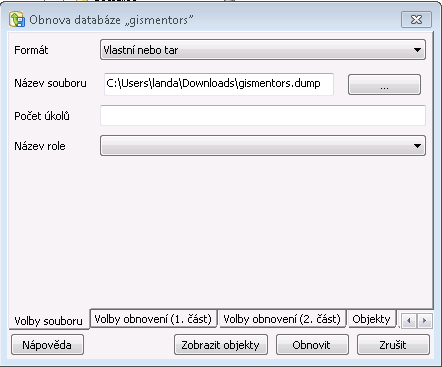 Obnova databáze „gismentors”
Formát Vlastní nebo tar
Název souboru C:\Users\landa\Downloads\gismentors.dump ...
Počet úkolů
Název role
Volby souboru Volby obnovení (1. část) Volby obnovení (2. část) Objekty
Nápověda Zobrazit objekty Obnovit Zrušit